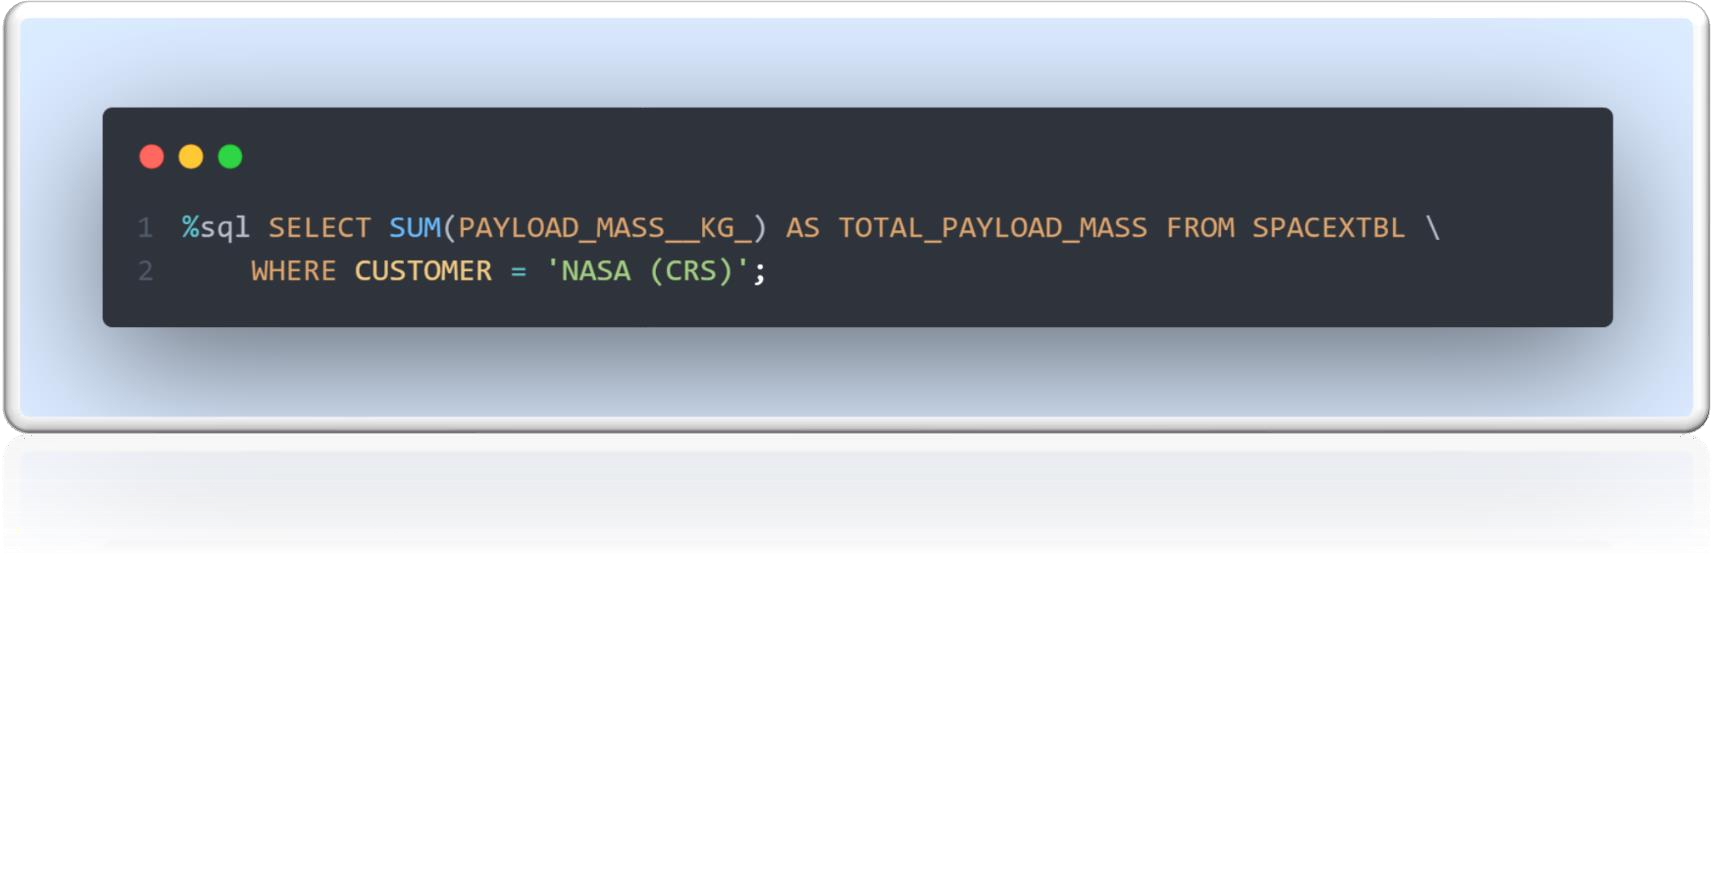 1 %sql SELECT SUM(PAYLOAD_MASS__KG_) AS TOTAL_PAYLOAD_MASS FROM SPACEXTBL \
2     WHERE CUSTOMER = 'NASA (CRS)';